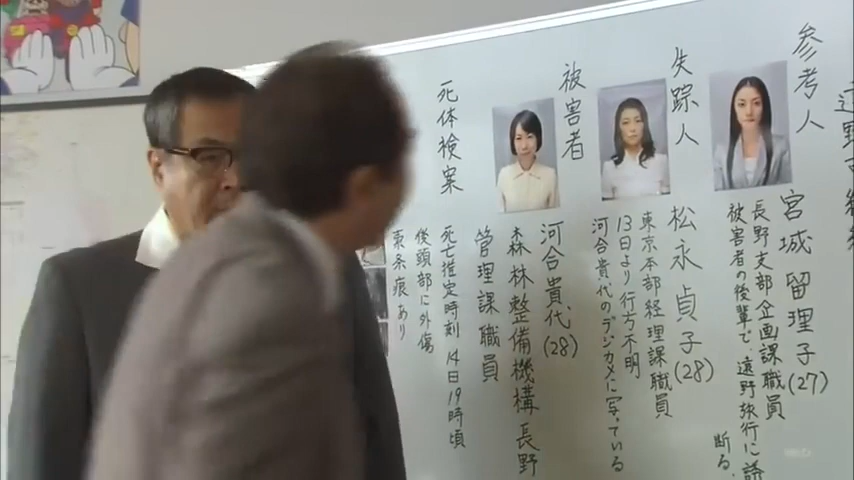 参考人
宮城留理子(27)
長野支部企画課職員
被害者の後輩で、遠野旅行に
断る。
失踪人
松永貞子(28)
東京本部経理課職員
13日より行方不明
河合貴代のデジカメに写っている
被害者
河合貴代(28)
森林整備機構長野
管理課職員
死体検案
死亡推定時刻 14日19時頃
後頭部に外傷
索条痕あり